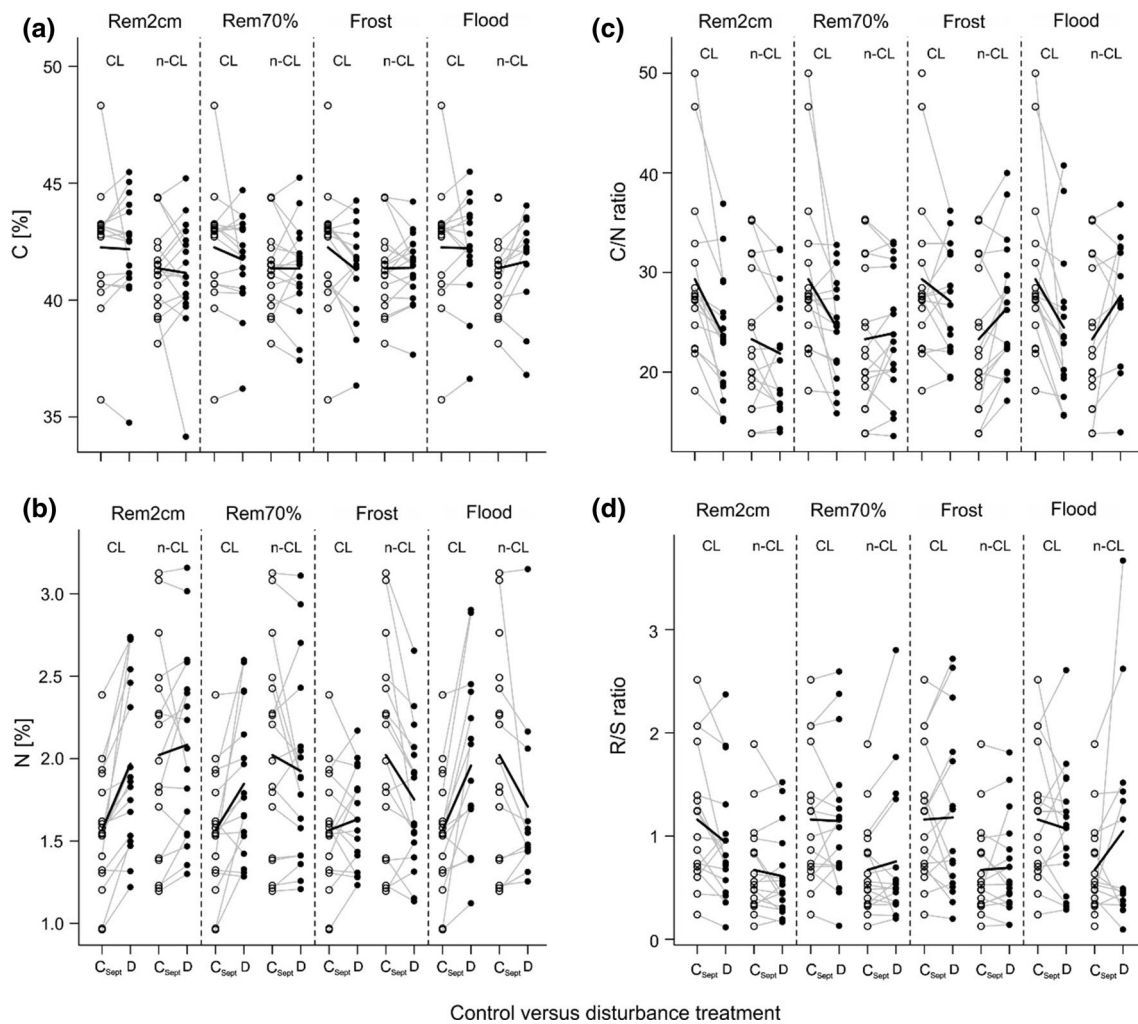 (a)
Rem2cm Rem70% Frost Flood
CL n-CL CL n-CL CL n-CL CL n-CL
C [%]
50
45
40
35
(c)
Rem2cm Rem70% Frost Flood
CL n-CL CL n-CL CL n-CL CL n-CL
C/N ratio
50
40
30
20
(b)
Rem2cm Rem70% Frost Flood
CL n-CL CL n-CL CL n-CL CL n-CL
N [%]
3.0
2.5
2.0
1.5
1.0
CSept D CSept D CSept D CSept D CSept D CSept D CSept D CSept D
(d)
Rem2cm Rem70% Frost Flood
CL n-CL CL n-CL CL n-CL CL n-CL
R/S ratio
3
2
1
0
CSept D CSept D CSept D CSept D CSept D CSept D CSept D CSept D
Control versus disturbance treatment